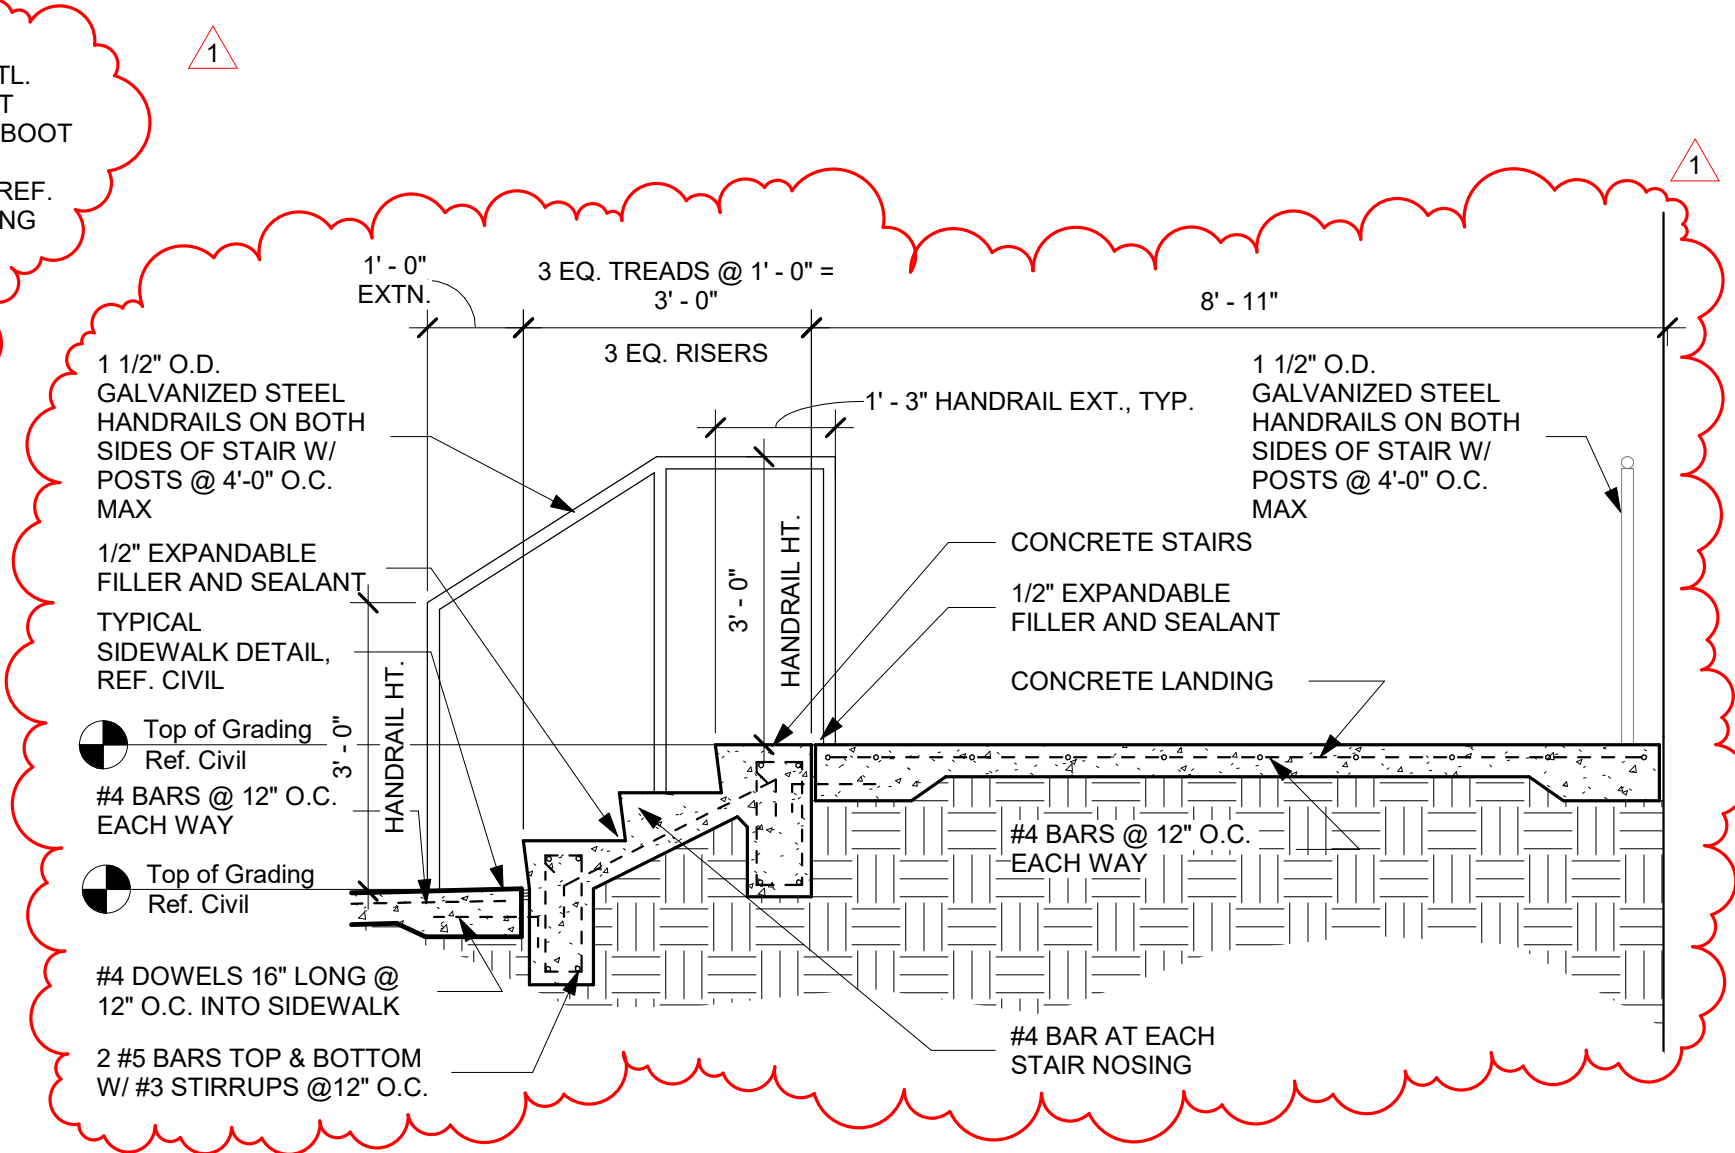 TL.
T
BOOT
REF.
NG
1
1
1' - 0"
EXTN.
3 EQ. TREADS @ 1' - 0" =
3' - 0"
3 EQ. RISERS
8' - 11"
1 1/2" O.D.
GALVANIZED STEEL
HANDRAILS ON BOTH
SIDES OF STAIR W/
POSTS @ 4'-0" O.C.
MAX
1' - 3" HANDRAIL EXT., TYP.
1 1/2" O.D.
GALVANIZED STEEL
HANDRAILS ON BOTH
SIDES OF STAIR W/
POSTS @ 4'-0" O.C.
MAX
1/2" EXPANDABLE
FILLER AND SEALANT
TYPICAL
SIDEWALK DETAIL,
REF. CIVIL
3' - 0"
HANDRAIL HT.
3' - 0"
HANDRAIL HT.
CONCRETE STAIRS
1/2" EXPANDABLE
FILLER AND SEALANT
CONCRETE LANDING
Top of Grading
Ref. Civil
#4 BARS @ 12" O.C.
EACH WAY
Top of Grading
Ref. Civil
#4 BARS @ 12" O.C.
EACH WAY
#4 DOWELS 16" LONG @
12" O.C. INTO SIDEWALK
2 #5 BARS TOP & BOTTOM
W/ #3 STIRRUPS @12" O.C.
#4 BAR AT EACH
STAIR NOSING